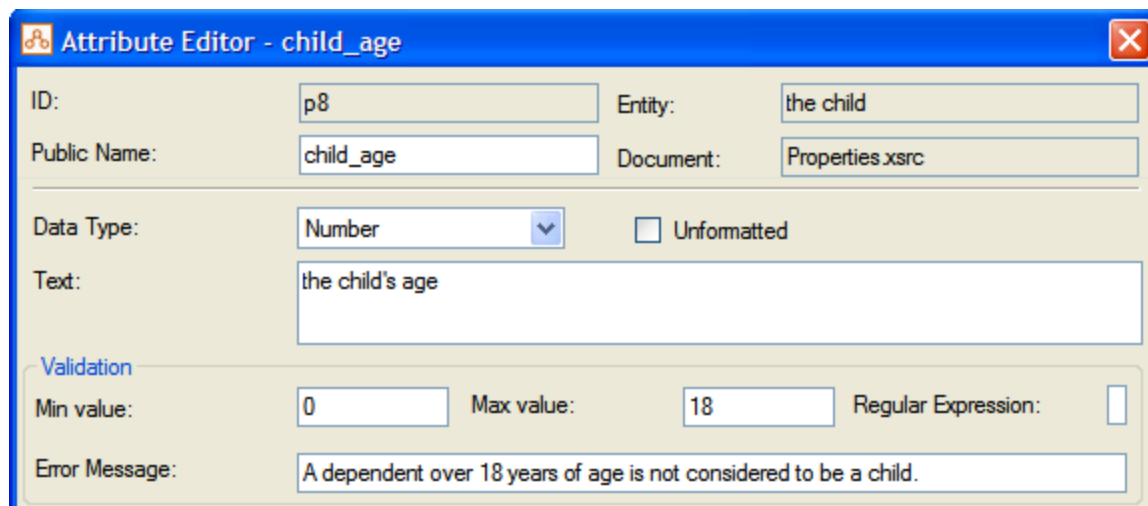 Attribute Editor - child_age
ID: p8 Entity: the child
Public Name: child_age Document: Properties.xsrc
Data Type: Number Unformatted
Text: the child's age
Validation
Min value: 0 Max value: 18 Regular Expression:
Error Message: A dependent over 18 years of age is not considered to be a child.